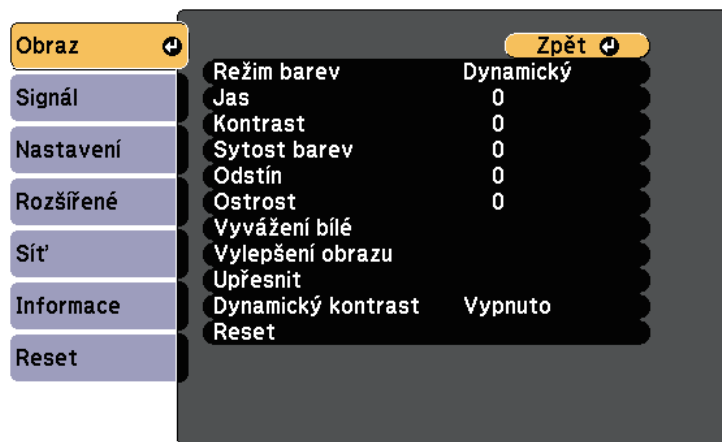 Obraz
Signál
Nastavení
Rozšířené
Síť
Informace
Reset
Zpět
Režim barev Dynamický
Jas 0
Kontrast 0
Sytost barev 0
Odstín 0
Ostrost 0
Vyvážení bílé
Vylepšení obrazu
Upřesnit
Dynamický kontrast Vypnuto
Reset